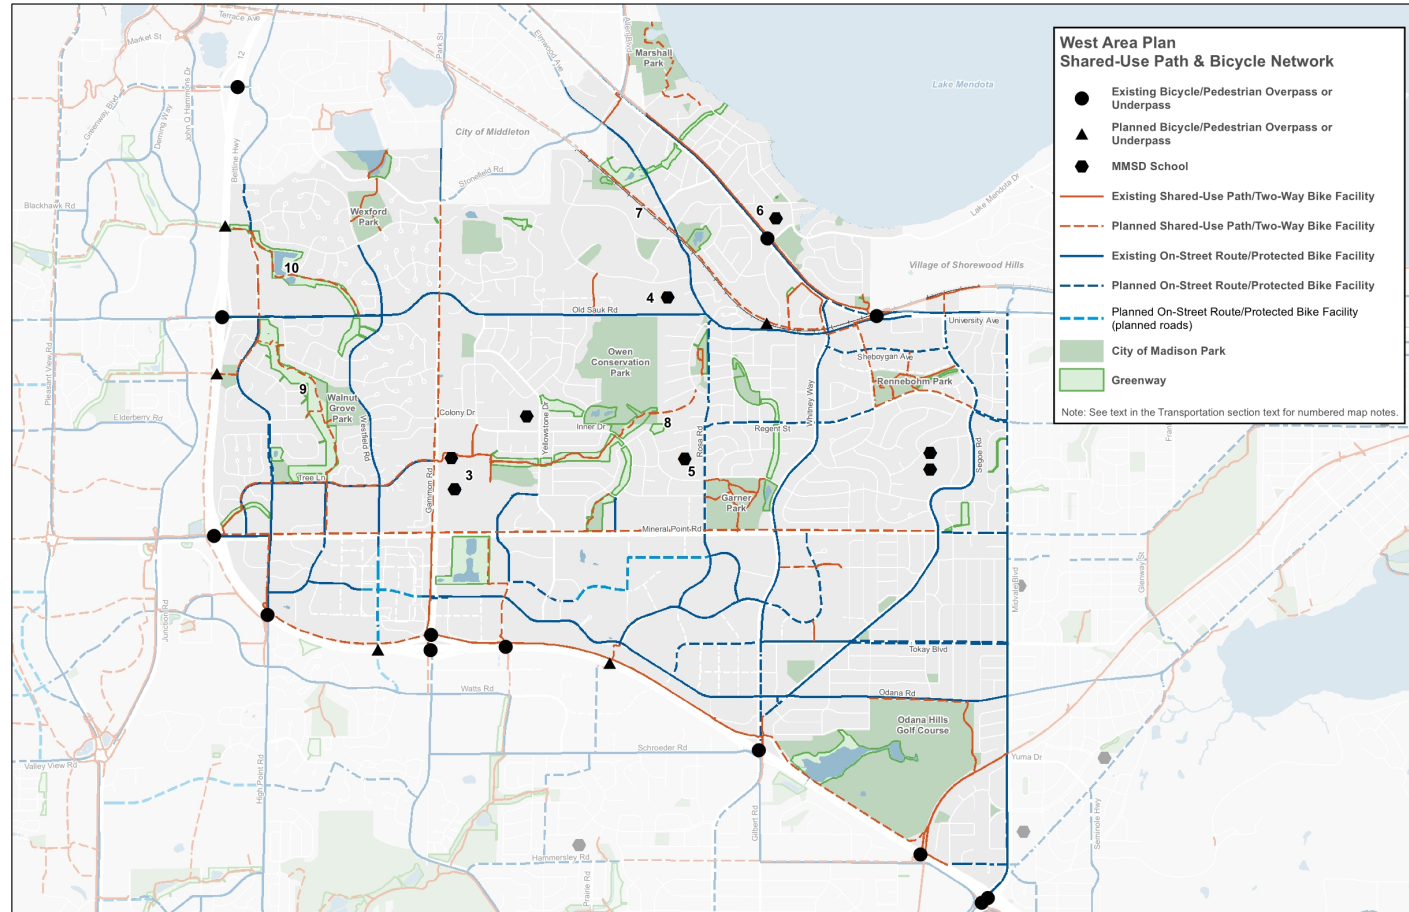 West Area Plan
Shared-Use Path & Bicycle Network
Existing Bicycle/Pedestrian Overpass or
Underpass
Planned Bicycle/Pedestrian Overpass or
Underpass
MMSD School
Existing Shared-Use Path/Two-Way Bike Facility
Planned Shared-Use Path/Two-Way Bike Facility
Existing On-Street Route/Protected Bike Facility
Planned On-Street Route/Protected Bike Facility
Planned On-Street Route/Protected Bike Facility
(planned roads)
City of Madison Park
Greenway
Note: See text in the Transportation section text for numbered map notes.
Terrace Ave
Market St
12
Park St
Elmwood Ave
Allen Blvd
Marshall
Park
Lake Mendota
Greenway Blvd
Deming Way
John Q Hammons Dr
Beltline Hwy
City of Middleton
Stonefield Rd
Lake Mendota Dr
Blackhawk Rd
Wexford
Park
7
6
10
Village of Shorewood Hills
4
Old Sauk Rd
University Ave
Pleasant View Rd
Owen
Conservation
Park
Sheboygan Ave
Rennebohm Park
9
Walnut
Grove
Park
Elderberry Rd
Westfield Rd
Colony Dr
Yellowstone Dr
Inner Dr
8
Rosa Rd
Regent St
Whitney Way
Segoe Rd
Fran
Tree Ln
Gammon Rd
3
5
Garner
Park
Mineral Point Rd
Junction Rd
Midvale Blvd
Glenway St
Tokay Blvd
Watts Rd
Odana Rd
Odana Hills
Golf Course
Schroeder Rd
Yuma Dr
Valley View Rd
High Point Rd
Gilbert Rd
Seminole Hwy
Hammersley Rd
Prairie Rd